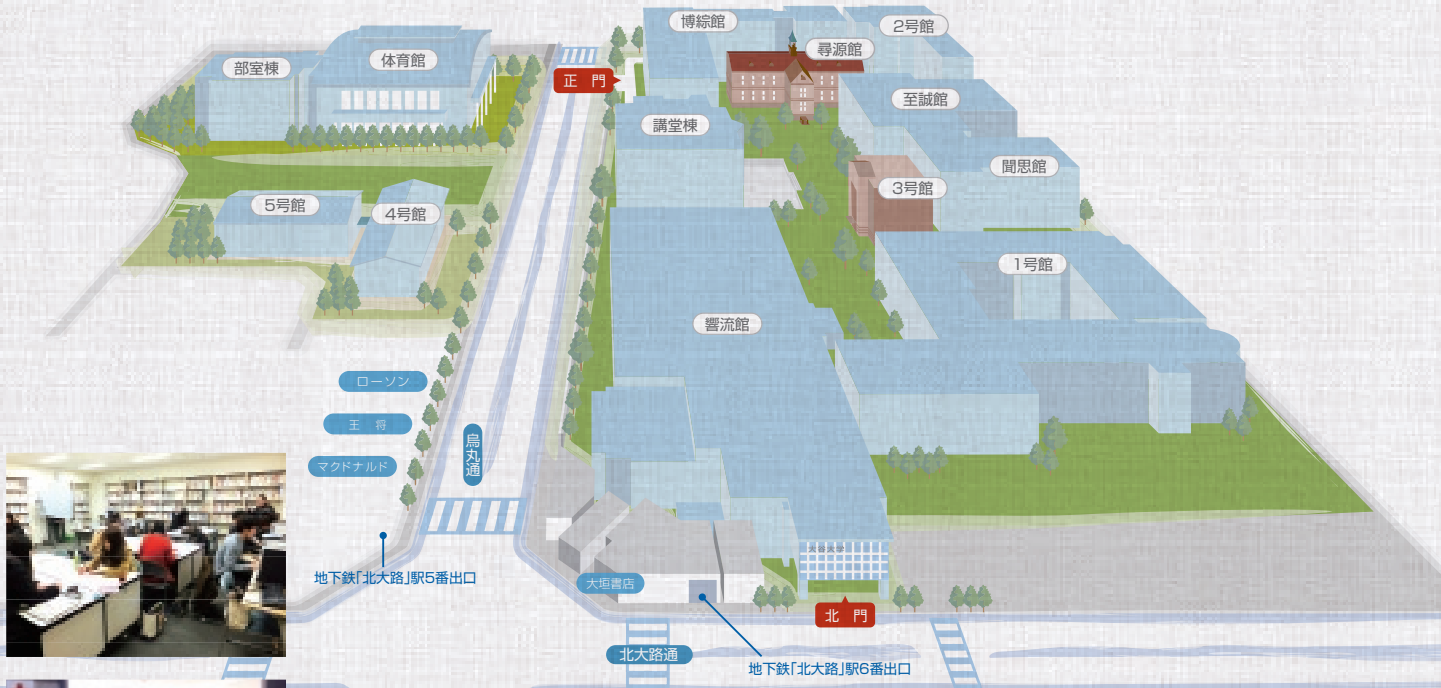 博綜館
2号館
尋源館
体育館
部室棟
正 門
至誠館
講堂棟
聞思館
3号館
5号館
4号館
1号館
響流館
ローソン
王 将
烏丸通
マクドナルド
大谷大学
地下鉄「北大路」駅5番出口
大垣書店
北 門
北大路通
地下鉄「北大路」駅6番出口